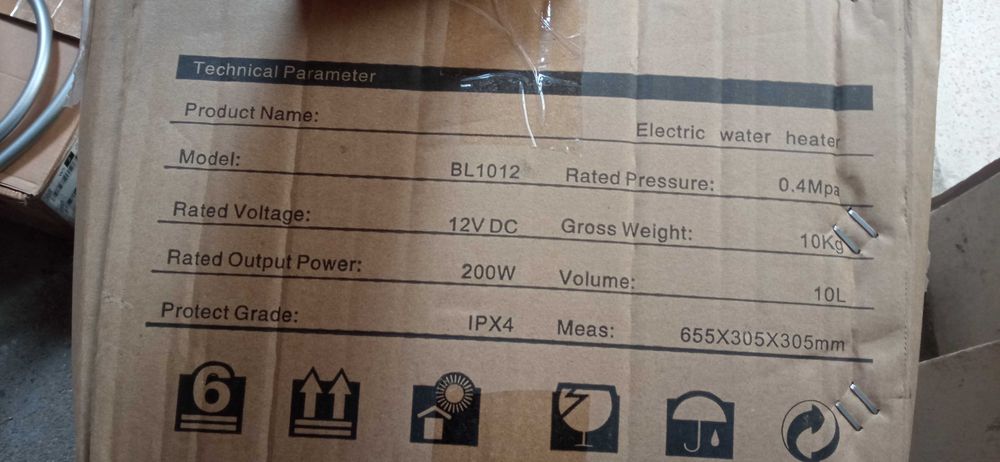 Technical Parameter
Product Name: Electric water heater
Model: BL1012 Rated Pressure: 0.4Mpa
Rated Voltage: 12V DC Gross Weight: 10Kg
Rated Output Power: 200W Volume: 10L
Protect Grade: IPX4 Meas: 655X305X305mm
6